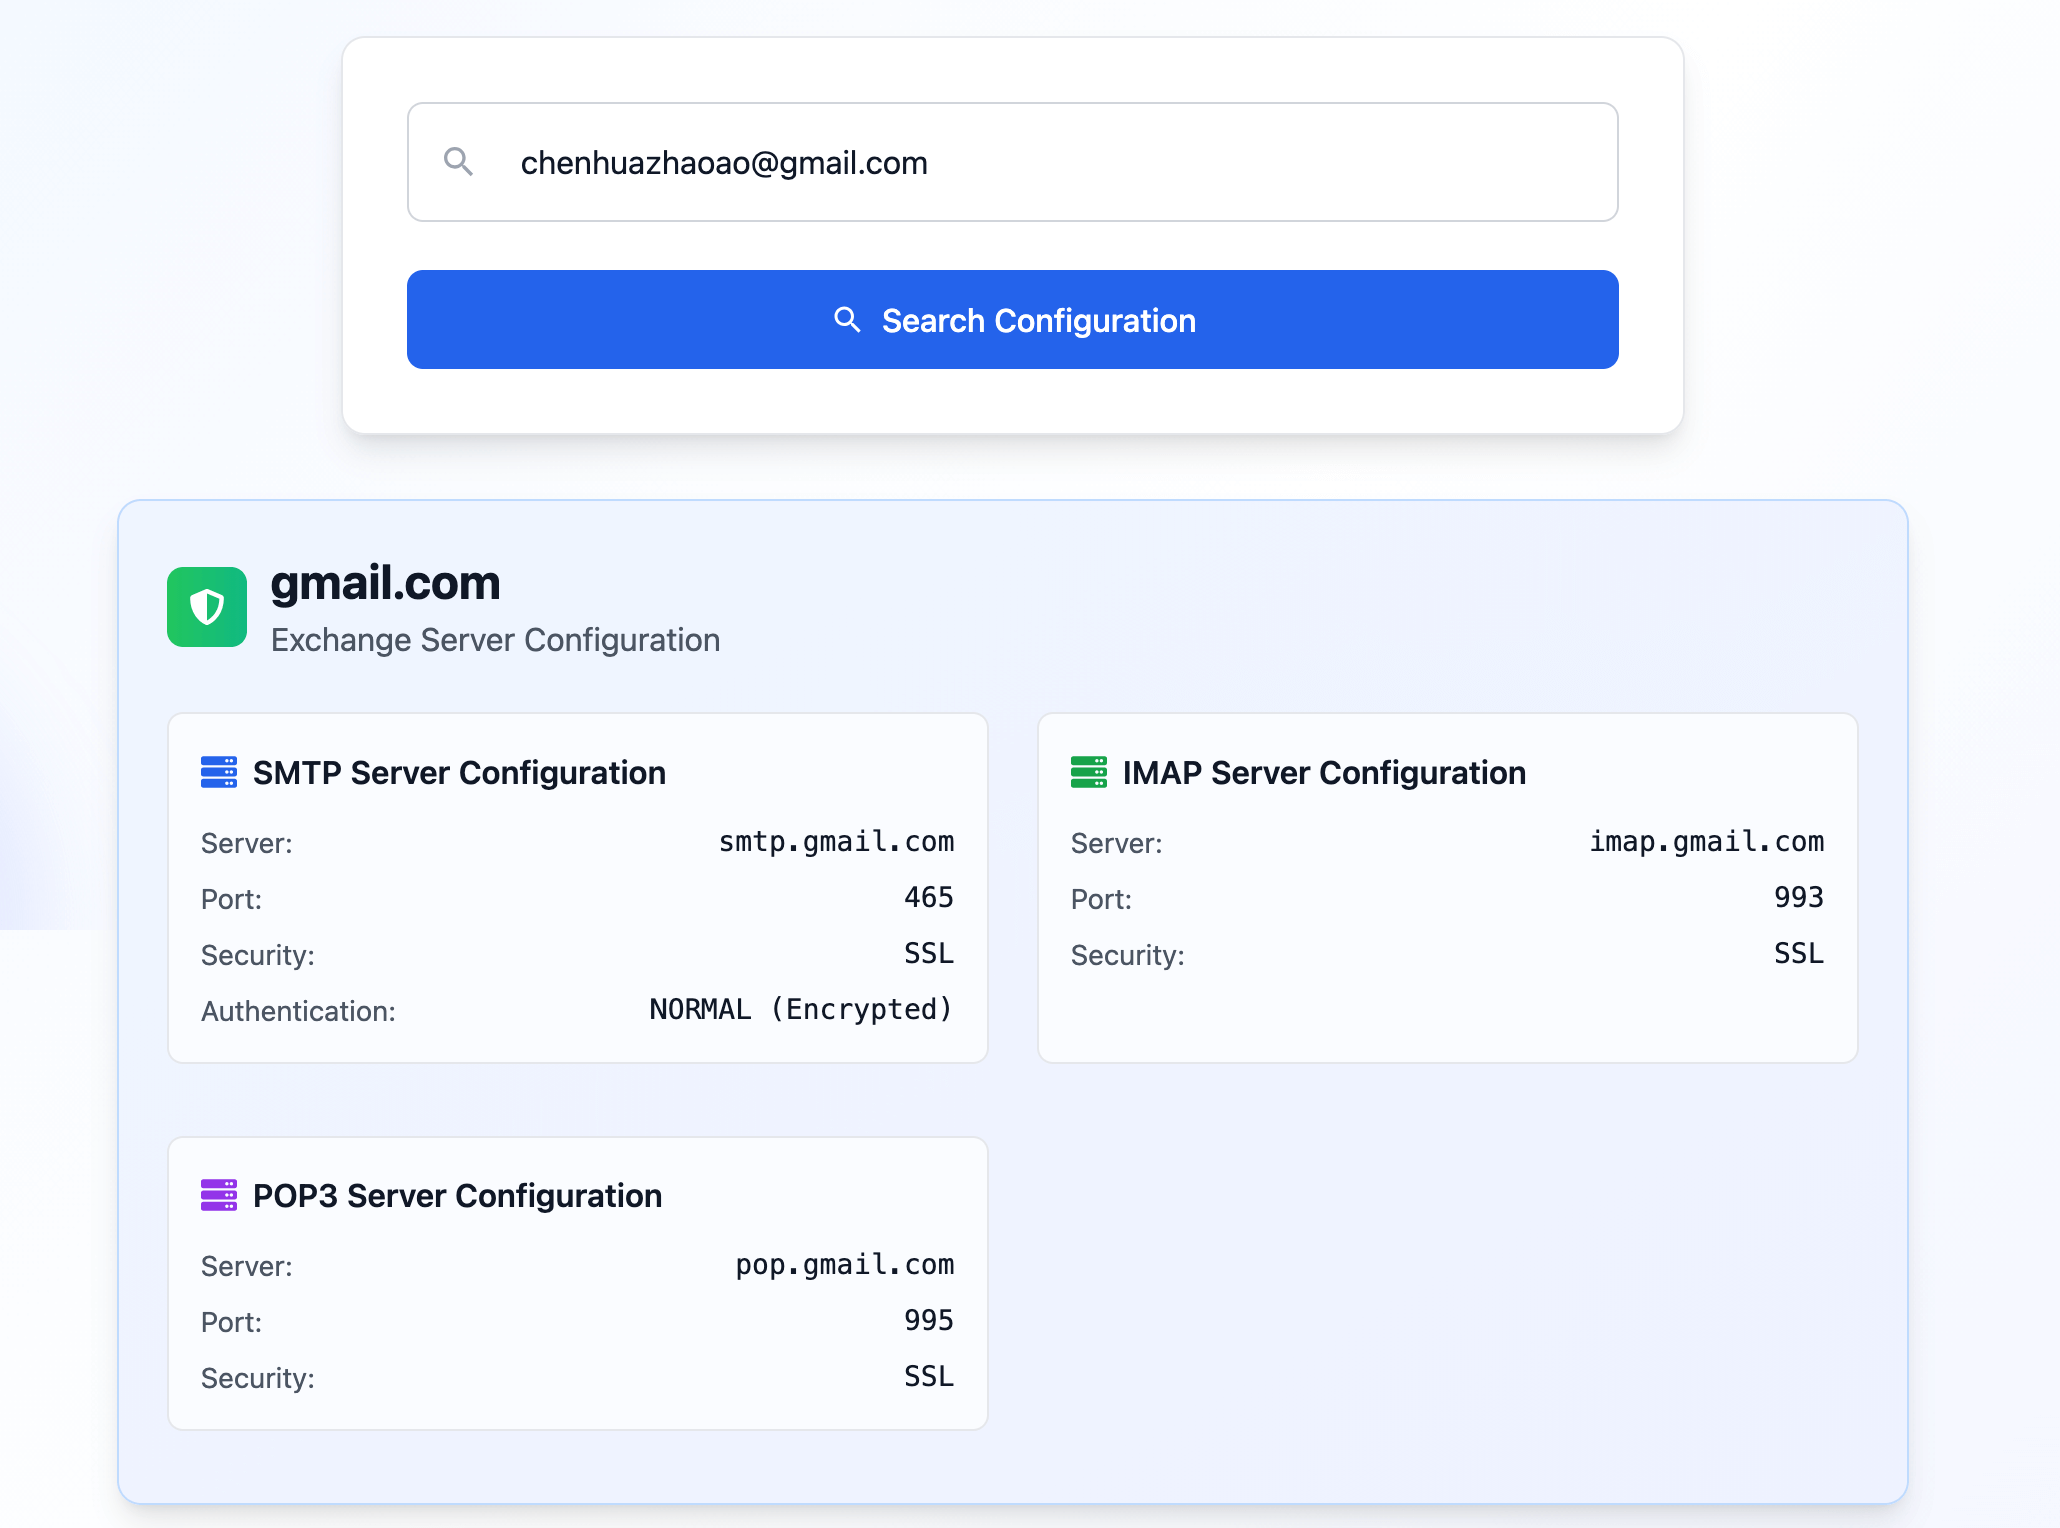 chenhuazhaoao@gmail.com
Search Configuration
gmail.com
Exchange Server Configuration
SMTP Server Configuration
Server: smtp.gmail.com
Port: 465
Security: SSL
Authentication: NORMAL (Encrypted)
IMAP Server Configuration
Server: imap.gmail.com
Port: 993
Security: SSL
POP3 Server Configuration
Server: pop.gmail.com
Port: 995
Security: SSL